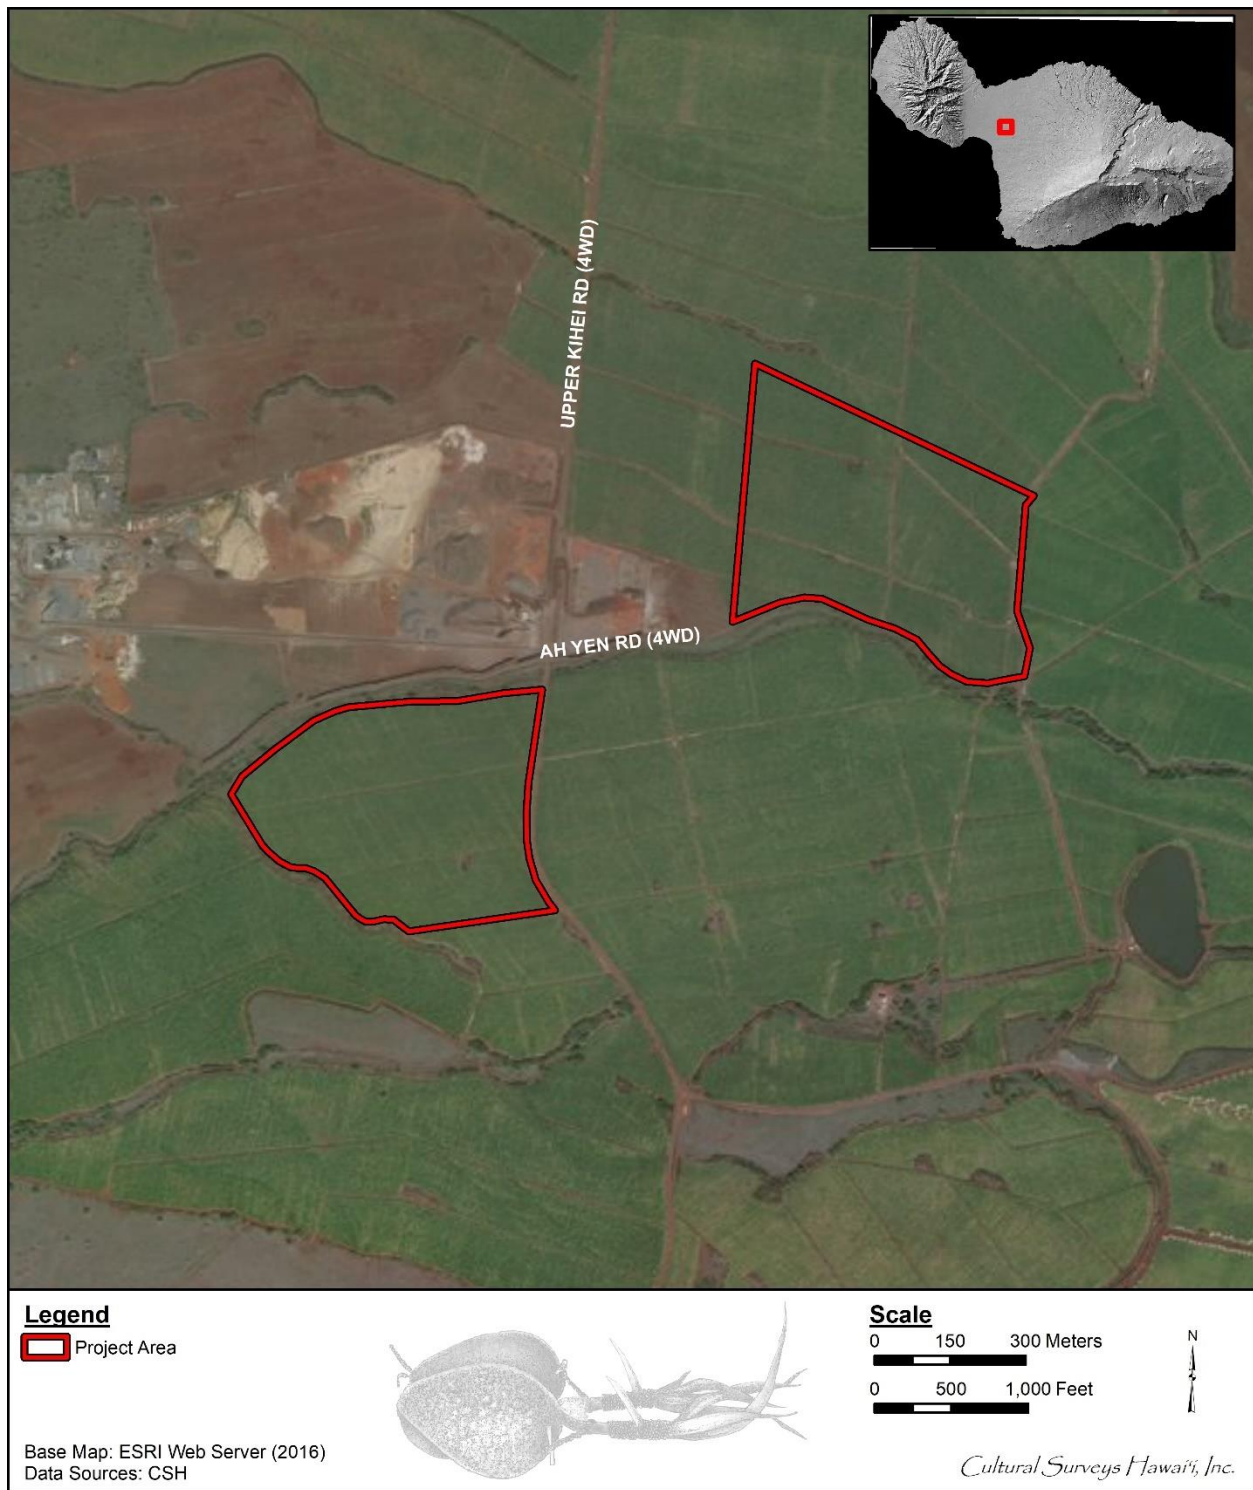 UPPER KIHEI RD (4WD)
AH YEN RD (4WD)
Legend
Project Area
Base Map: ESRI Web Server (2016)
Data Sources: CSH
Scale
0 150 300 Meters
0 500 1,000 Feet
N
Cultural Surveys Hawaiʻi, Inc.